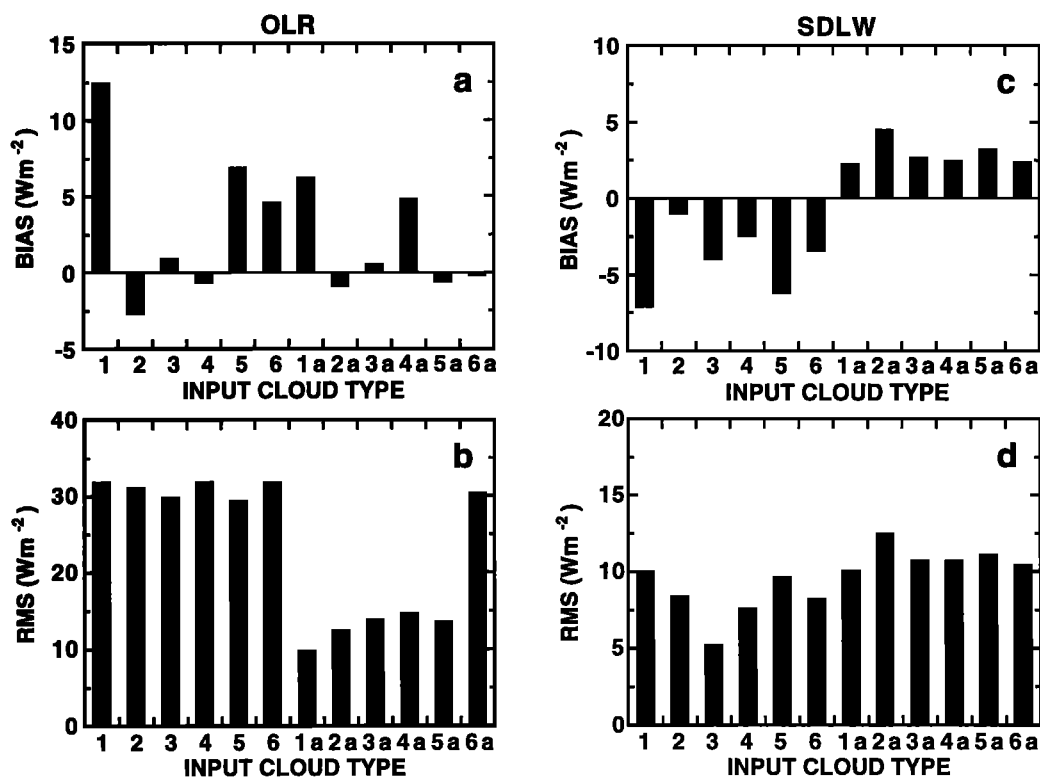 OLR
15
10
5
0
-5
BIAS (Wm-2)
a
1 2 3 4 5 6 1a 2a 3a 4a 5a 6a
INPUT CLOUD TYPE
SDLW
10
5
0
-5
-10
BIAS (Wm-2)
c
1 2 3 4 5 6 1a 2a 3a 4a 5a 6a
INPUT CLOUD TYPE
40
30
20
10
0
RMS (Wm-2)
b
1 2 3 4 5 6 1a 2a 3a 4a 5a 6a
INPUT CLOUD TYPE
20
15
10
5
0
RMS (Wm-2)
d
1 2 3 4 5 6 1a 2a 3a 4a 5a 6a
INPUT CLOUD TYPE